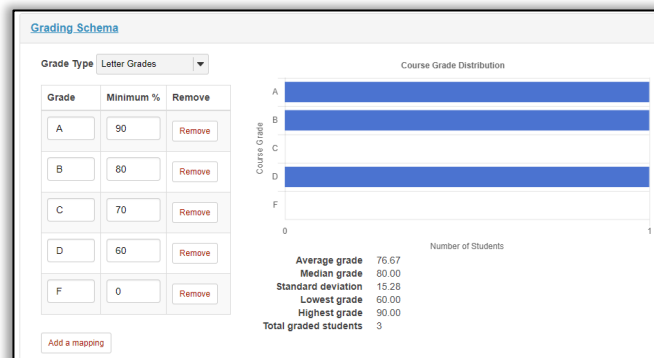 Grading Schema
Grade Type Letter Grades
Grade Minimum % Remove
A 90 Remove
B 80 Remove
C 70 Remove
D 60 Remove
F 0 Remove
Add a mapping
Course Grade Distribution
Course Grade
A
B
C
D
F
0 1
Number of Students
Average grade 76.67
Median grade 80.00
Standard deviation 15.28
Lowest grade 60.00
Highest grade 90.00
Total graded students 3